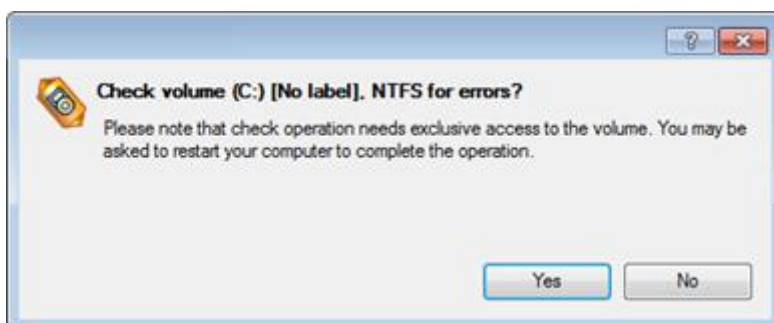 Check volume (C:) [No label], NTFS for errors?
Please note that check operation needs exclusive access to the volume. You may be
asked to restart your computer to complete the operation.
Yes No